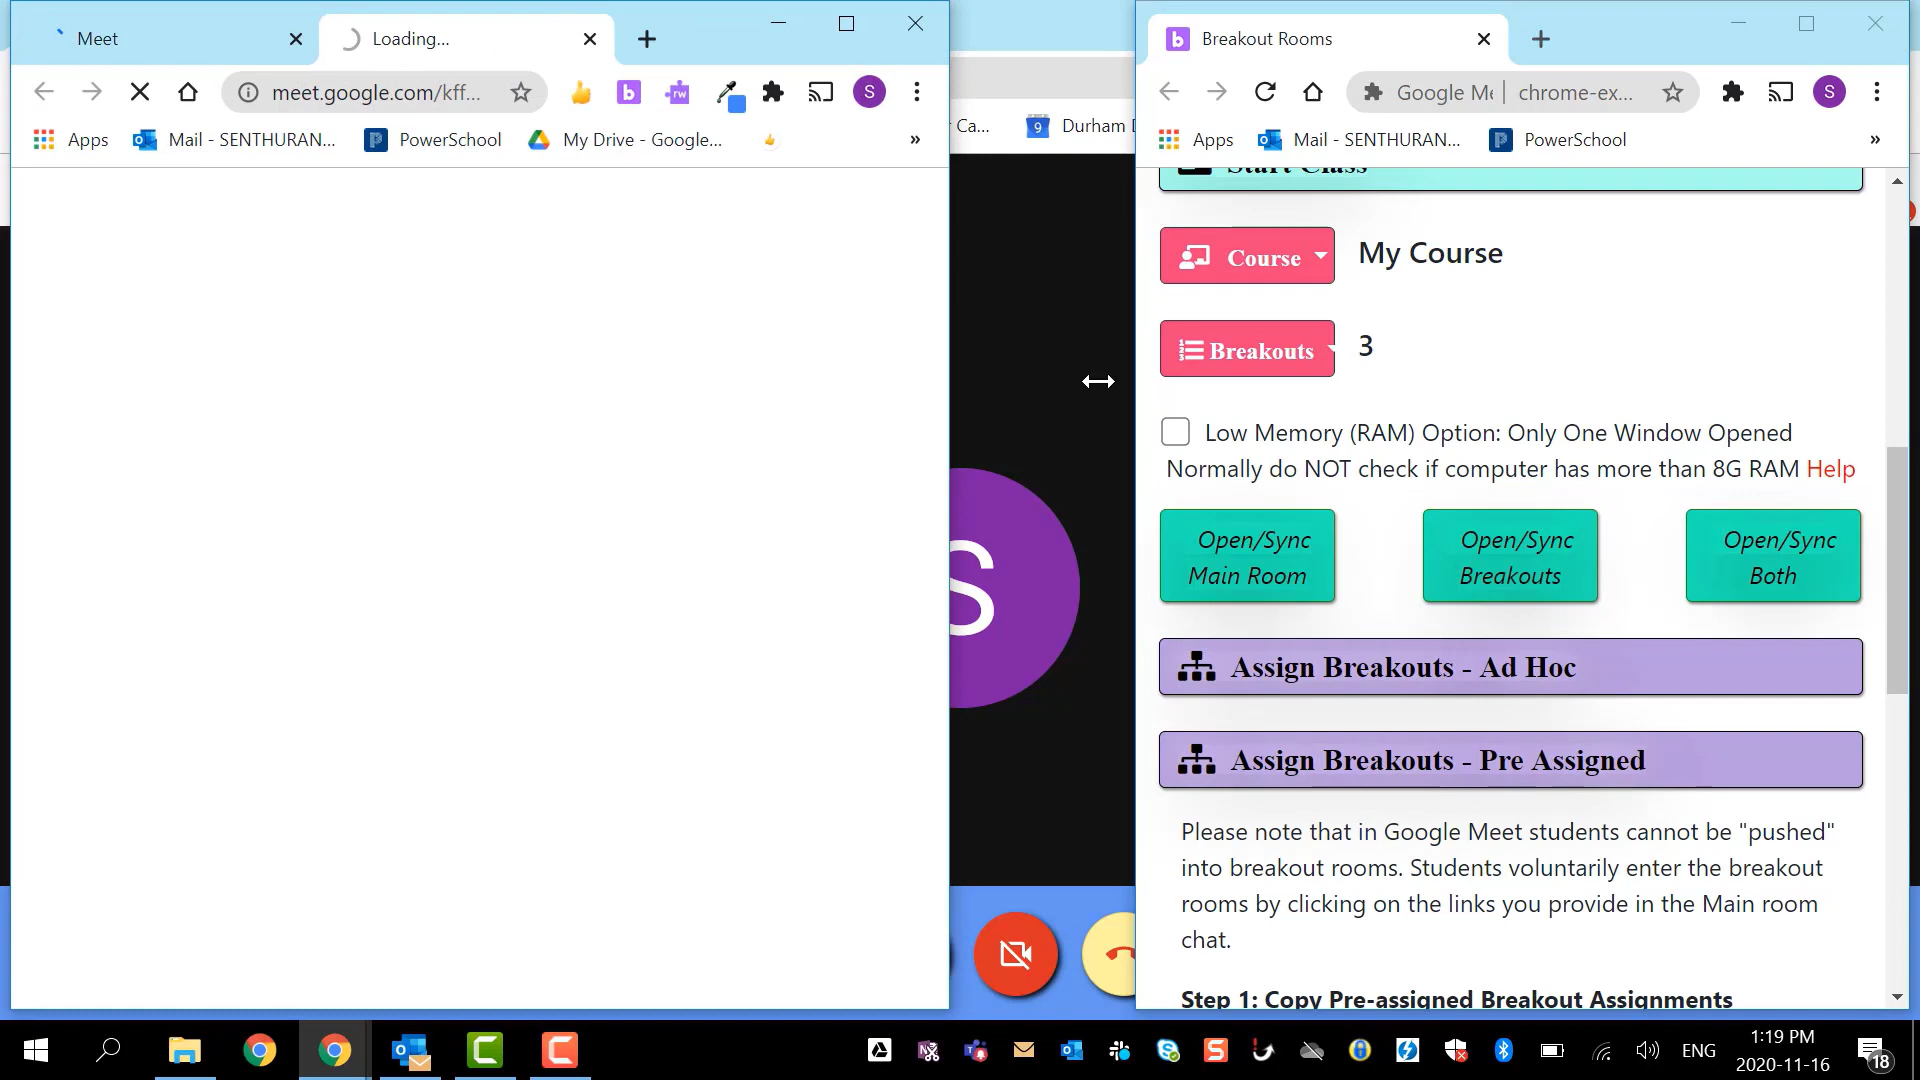 Meet
Loading...
meet.google.com/kff...
S
Apps
Mail - SENTHURAN...
PowerSchool
My Drive - Google...
»
Ca...
9
Durham
S
Breakout Rooms
Google Me
chrome-ex...
S
Apps
Mail - SENTHURAN...
PowerSchool
»
Start Class
Course
My Course
Breakouts
3
Low Memory (RAM) Option: Only One Window Opened
Normally do NOT check if computer has more than 8G RAM Help
Open/Sync
Main Room
Open/Sync
Breakouts
Open/Sync
Both
Assign Breakouts - Ad Hoc
Assign Breakouts - Pre Assigned
Please note that in Google Meet students cannot be "pushed"
into breakout rooms. Students voluntarily enter the breakout
rooms by clicking on the links you provide in the Main room
chat.
Step 1: Copy Pre-assigned Breakout Assignments
ENG
1:19 PM
2020-11-16
18